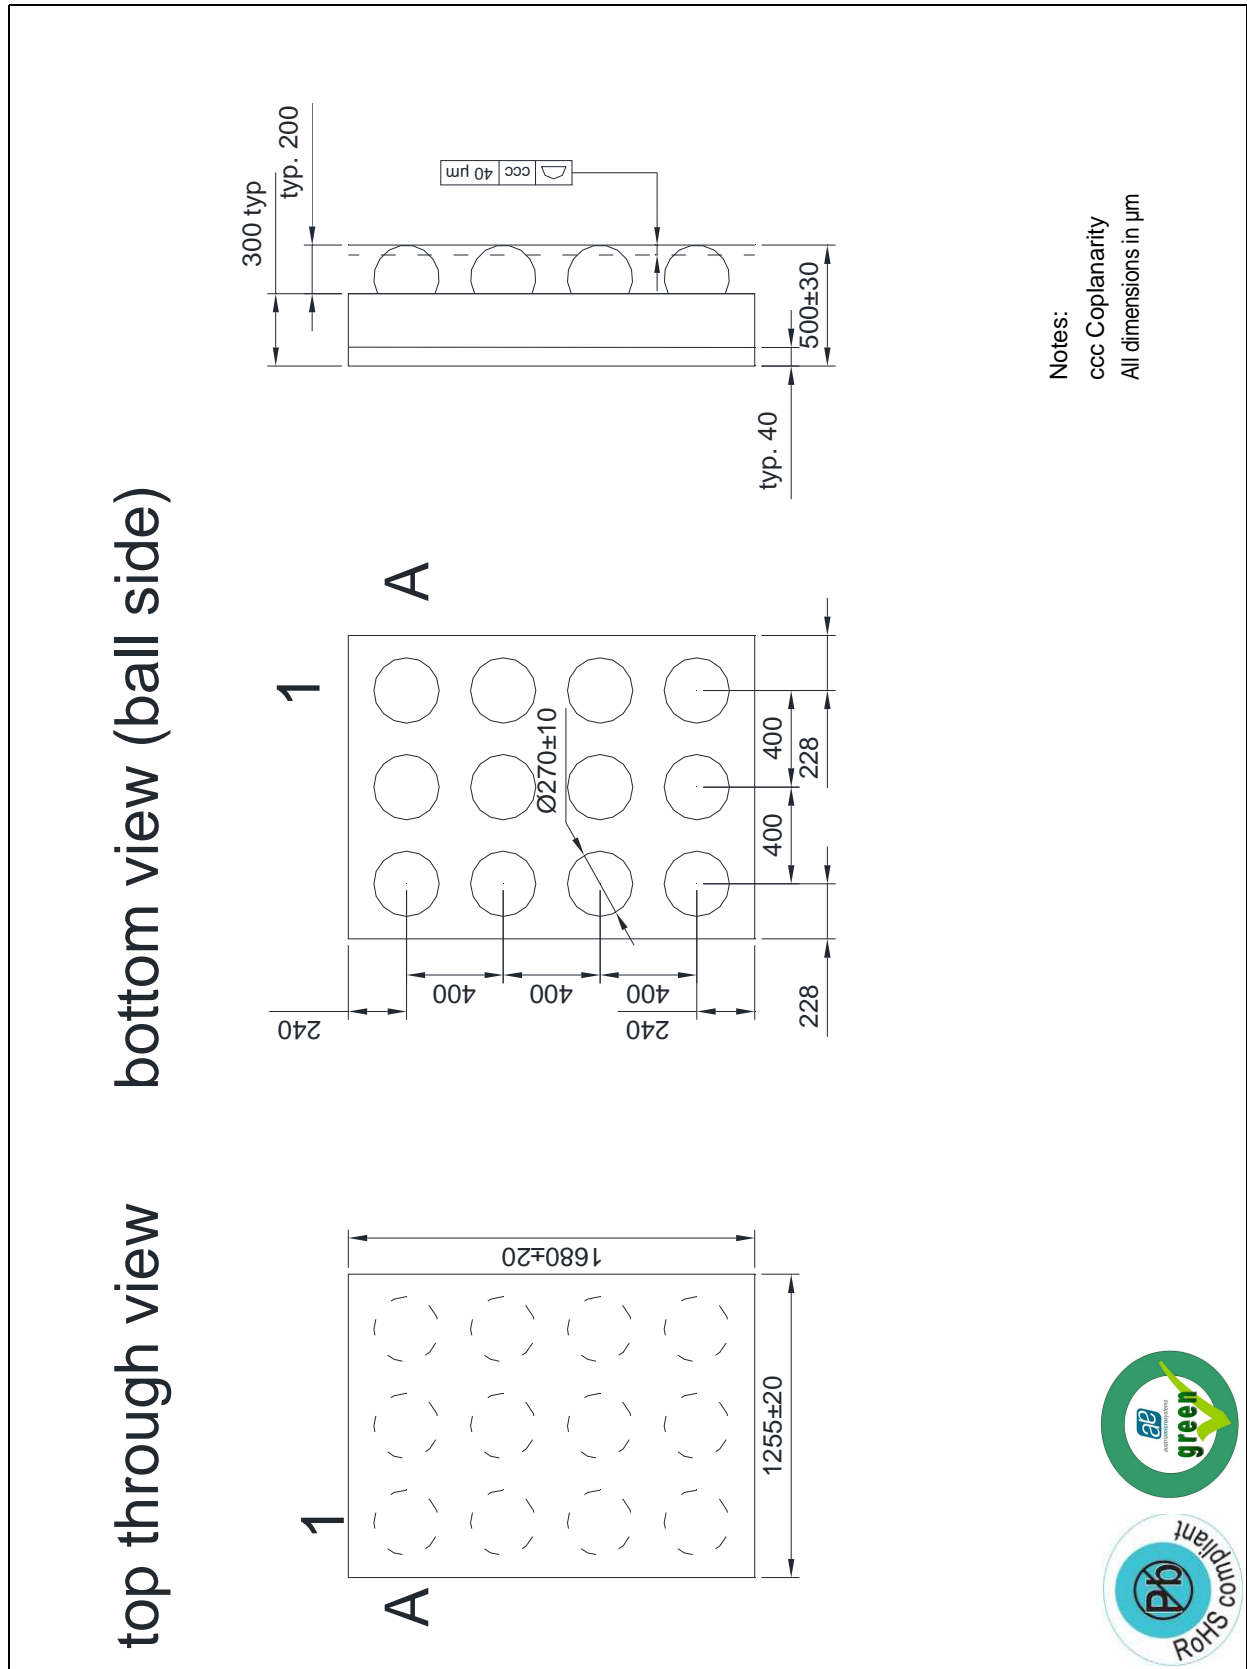 top through view
bottom view (ball side)
1
A
1680±20
1255±20
1
A
240
400
400
400
240
Ø270±10
228
400
400
228
300 typ
typ. 200
40 µm
ccc
500±30
typ. 40
Notes:
ccc Coplanarity
All dimensions in µm
Pb
RoHS compliant
austriamicrosystems
green